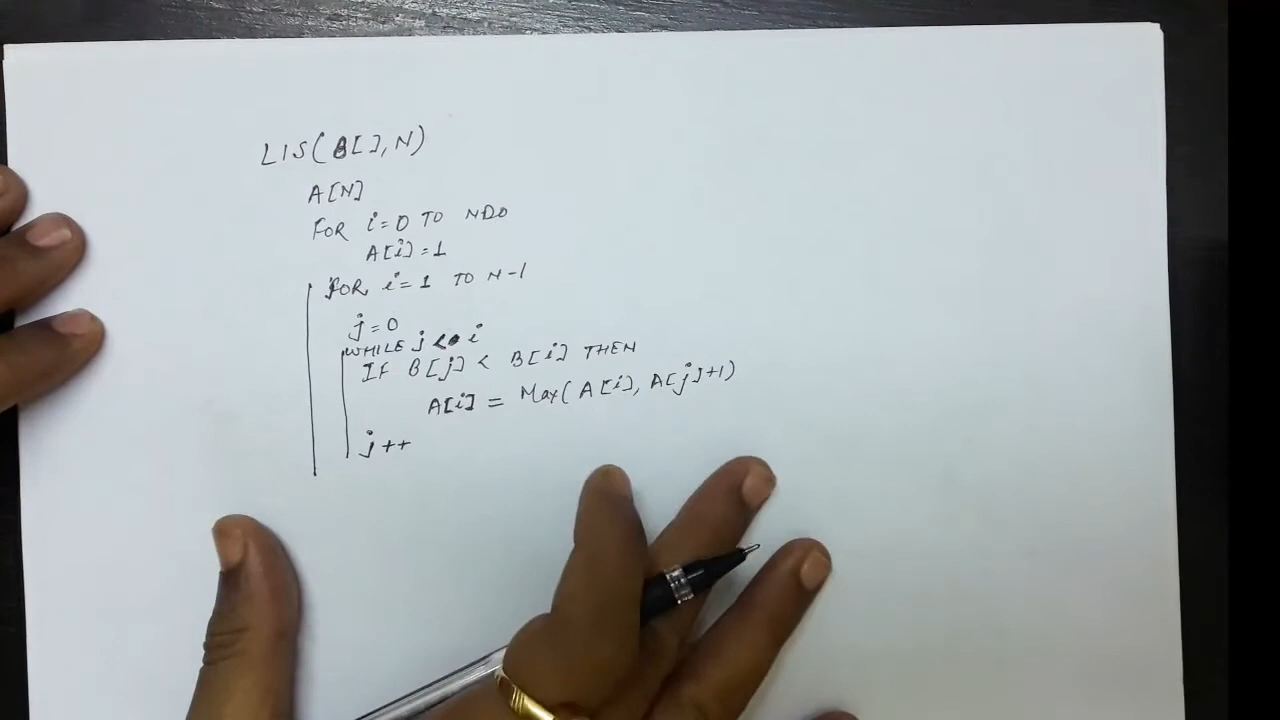 LIS(B[], N)
A[N]
FOR i=0 TO N DO
A[i]=1
FOR i=1 TO N-1
j=0
WHILE j < i
IF B[j] < B[i] THEN
A[i] = Max(A[i], A[j]+1)
j++